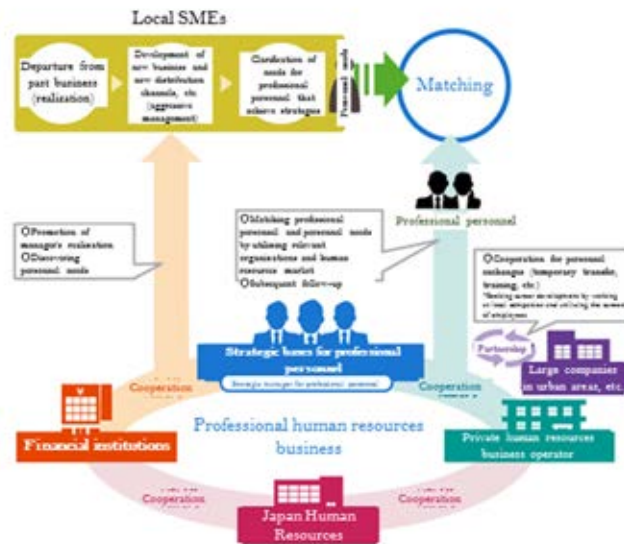 Local SMEs
Departure from
past business
(realization)
Development of
new business and
new distribution
channels, etc.
(aggressive
management)
Clarification of
needs for
professional
personnel that
achieve strategies
Personnel needs
Matching
Professional personnel
Promotion of
manager's realization
Discovering
personnel needs
Matching professional
personnel and personnel needs
by utilizing relevant
organizations and human
resource market
Subsequent follow-up
Cooperation for personnel
exchange (temporary transfer,
training, etc.)
Partnership
Large companies
in urban areas, etc.
Strategic bases for professional
personnel
Strategic manager for professional personnel
Cooperation
Cooperation
Financial institutions
Professional human resources
business
Private human resources
business operator
Cooperation
Cooperation
Japan Human
Resources